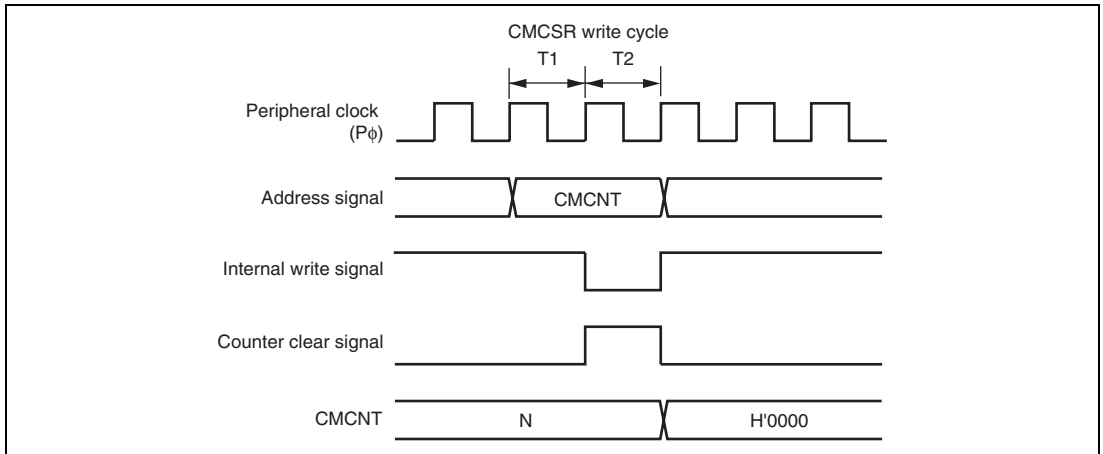 CMCSR write cycle
T1 T2
Peripheral clock
(Pϕ)
Address signal CMCNT
Internal write signal
Counter clear signal
CMCNT N H'0000